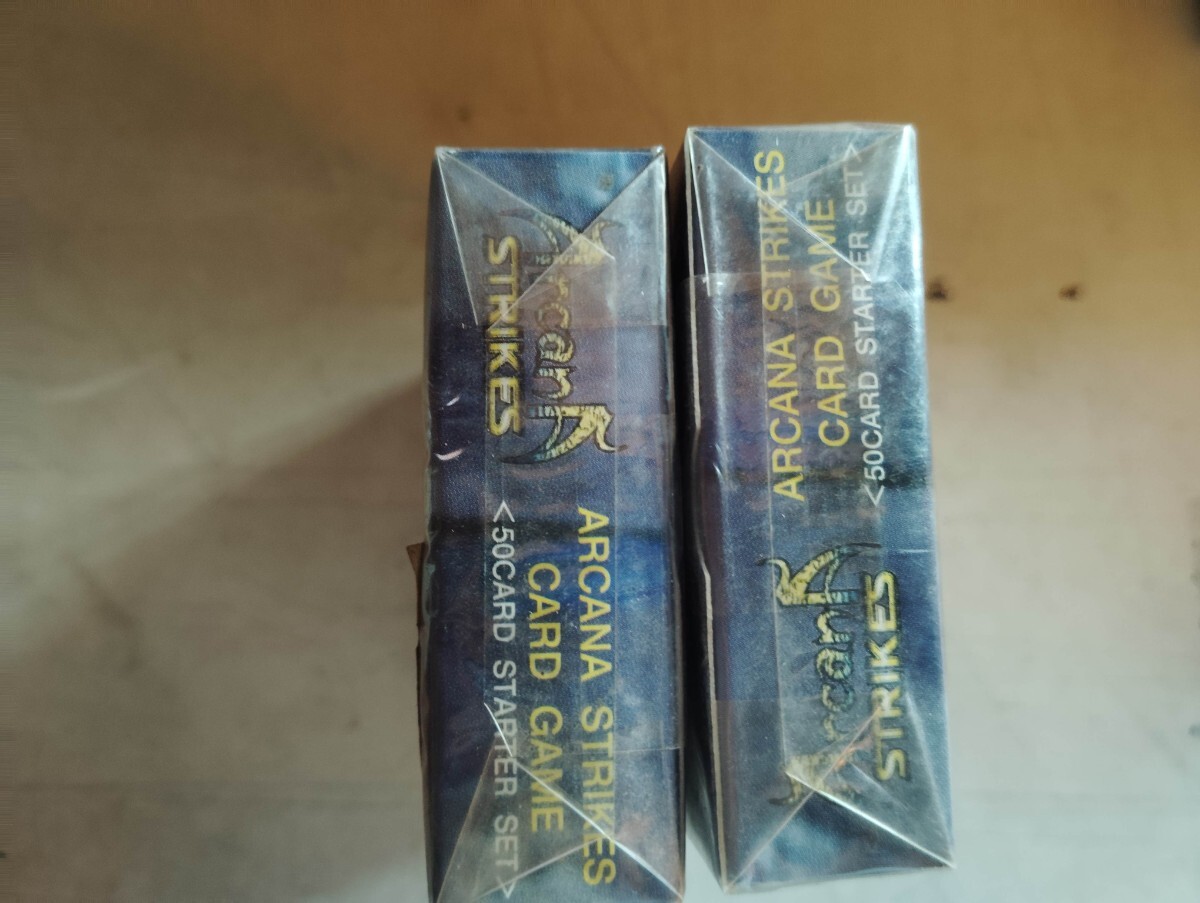 ArcanA
STRIKES
ARCANA STRIKES
CARD GAME
<50CARD STARTER SET>
ARCANA STRIKES
CARD GAME
<50CARD STARTER SET>
ArcanA
STRIKES